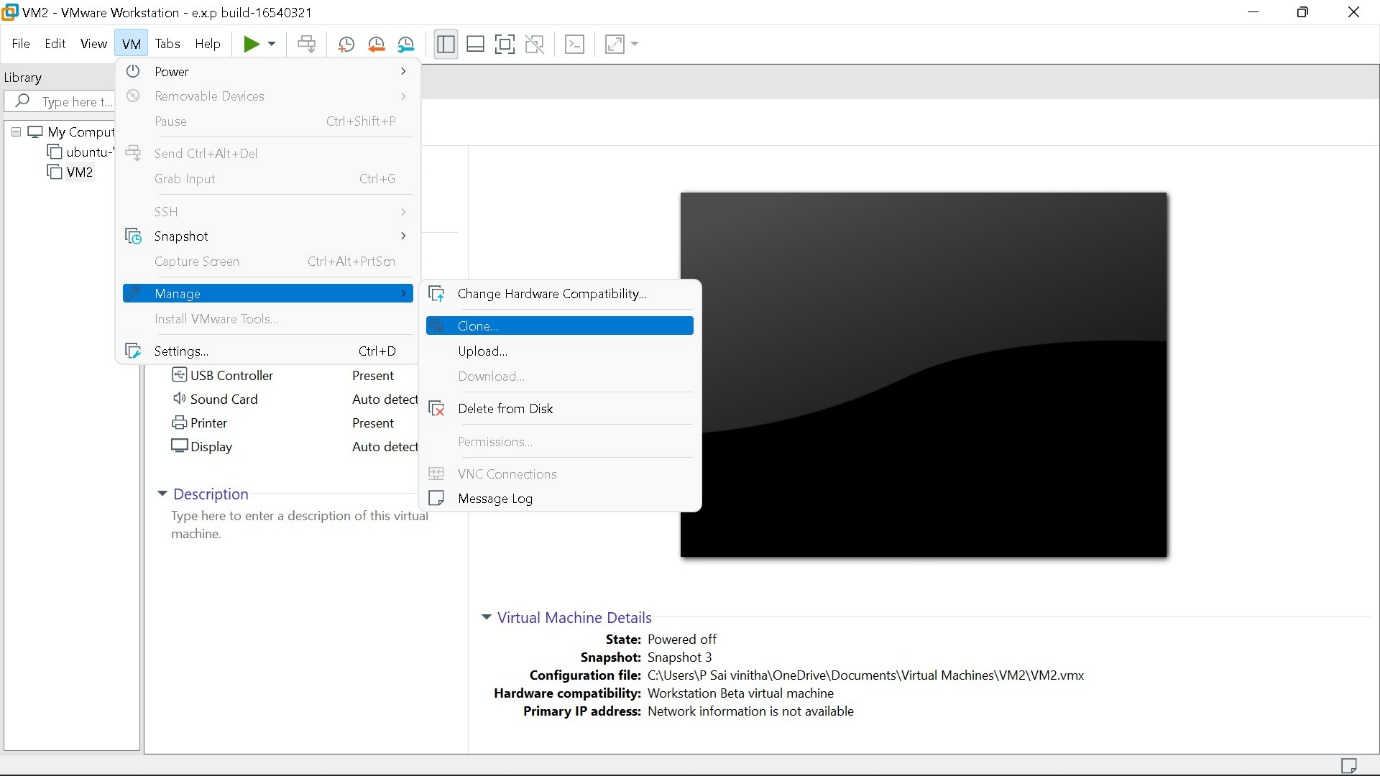 VM2 - VMware Workstation - e.x.p build-16540321
File Edit View VM Tabs Help
Library
Type here t...
My Comput
ubuntu-
VM2
Power
Removable Devices
Pause Ctrl+Shift+P
Send Ctrl+Alt+Del
Grab Input Ctrl+G
SSH
Snapshot
Capture Screen Ctrl+Alt+PrtScn
Manage
Install VMware Tools...
Settings... Ctrl+D
Change Hardware Compatibility...
Clone...
Upload...
Download...
Delete from Disk
Permissions...
VNC Connections
Message Log
USB Controller Present
Sound Card Auto detect
Printer Present
Display Auto detect
Description
Type here to enter a description of this virtual
machine.
Virtual Machine Details
State: Powered off
Snapshot: Snapshot 3
Configuration file: C:\Users\P Sai vinitha\OneDrive\Documents\Virtual Machines\VM2\VM2.vmx
Hardware compatibility: Workstation Beta virtual machine
Primary IP address: Network information is not available